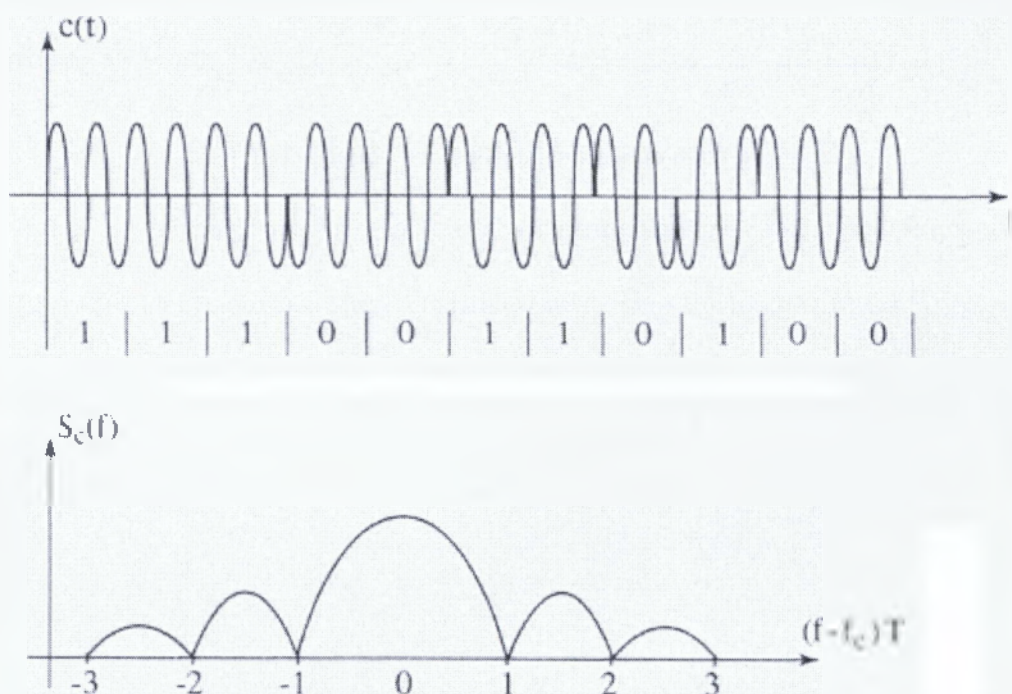 c(t)
1 | 1 | 1 | 0 | 0 | 1 | 1 | 0 | 1 | 0 | 0 |
S_c(f)
(f-f_c)T
-3 -2 -1 0 1 2 3